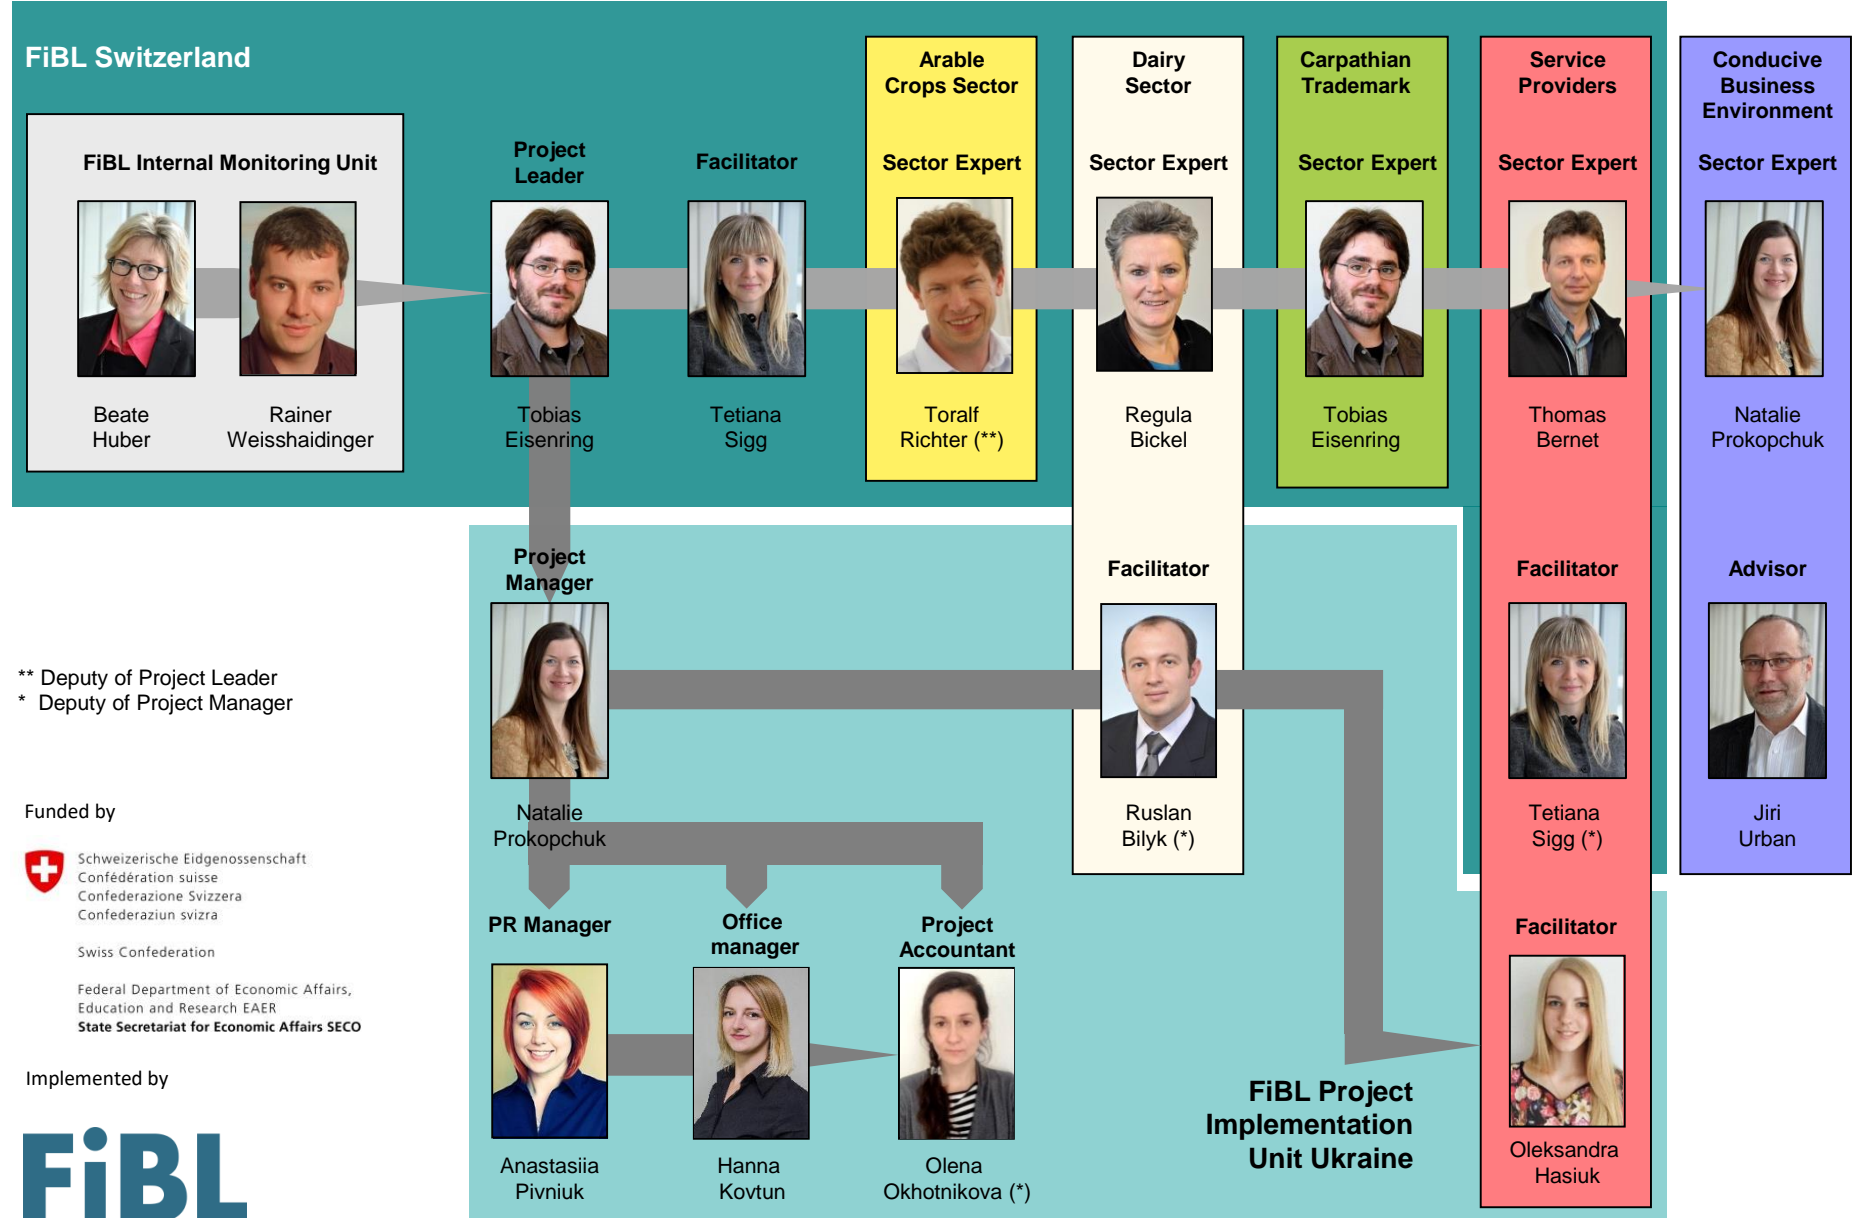 FiBL Switzerland
Arable
Crops Sector
Dairy
Sector
Carpathian
Trademark
Service
Providers
Conducive
Business
Environment
FiBL Internal Monitoring Unit
Project
Leader
Facilitator
Sector Expert
Sector Expert
Sector Expert
Sector Expert
Sector Expert
Beate
Huber
Rainer
Weisshaidinger
Tobias
Eisenring
Tetiana
Sigg
Toralf
Richter (**)
Regula
Bickel
Tobias
Eisenring
Thomas
Bernet
Natalie
Prokopchuk
Project
Manager
Facilitator
Facilitator
Advisor
** Deputy of Project Leader
* Deputy of Project Manager
Natalie
Prokopchuk
Ruslan
Bilyk (*)
Tetiana
Sigg (*)
Jiri
Urban
Funded by
Schweizerische Eidgenossenschaft
Confédération suisse
Confederazione Svizzera
Confederaziun svizra
Swiss Confederation
Federal Department of Economic Affairs,
Education and Research EAER
State Secretariat for Economic Affairs SECO
PR Manager
Office
manager
Project
Accountant
Facilitator
Implemented by
FiBL
FiBL Project
Implementation
Unit Ukraine
Anastasiia
Pivniuk
Hanna
Kovtun
Olena
Okhotnikova (*)
Oleksandra
Hasiuk